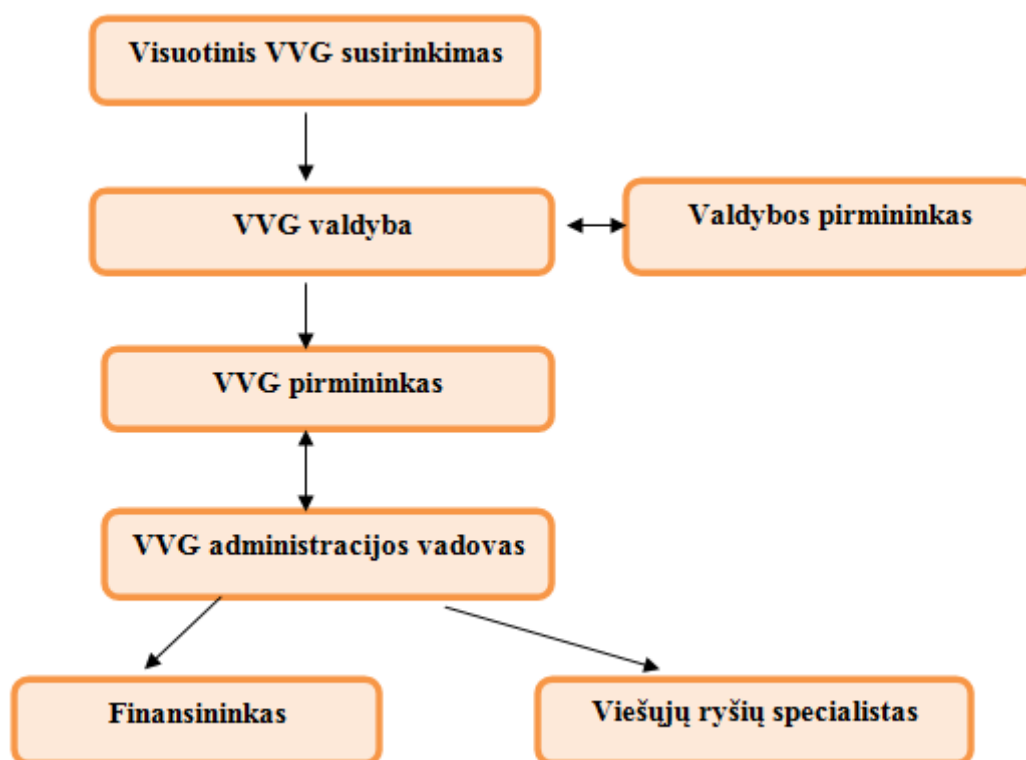 Visuotinis VVG susirinkimas
VVG valdyba
Valdybos pirmininkas
VVG pirmininkas
VVG administracijos vadovas
Finansininkas
Viešųjų ryšių specialistas